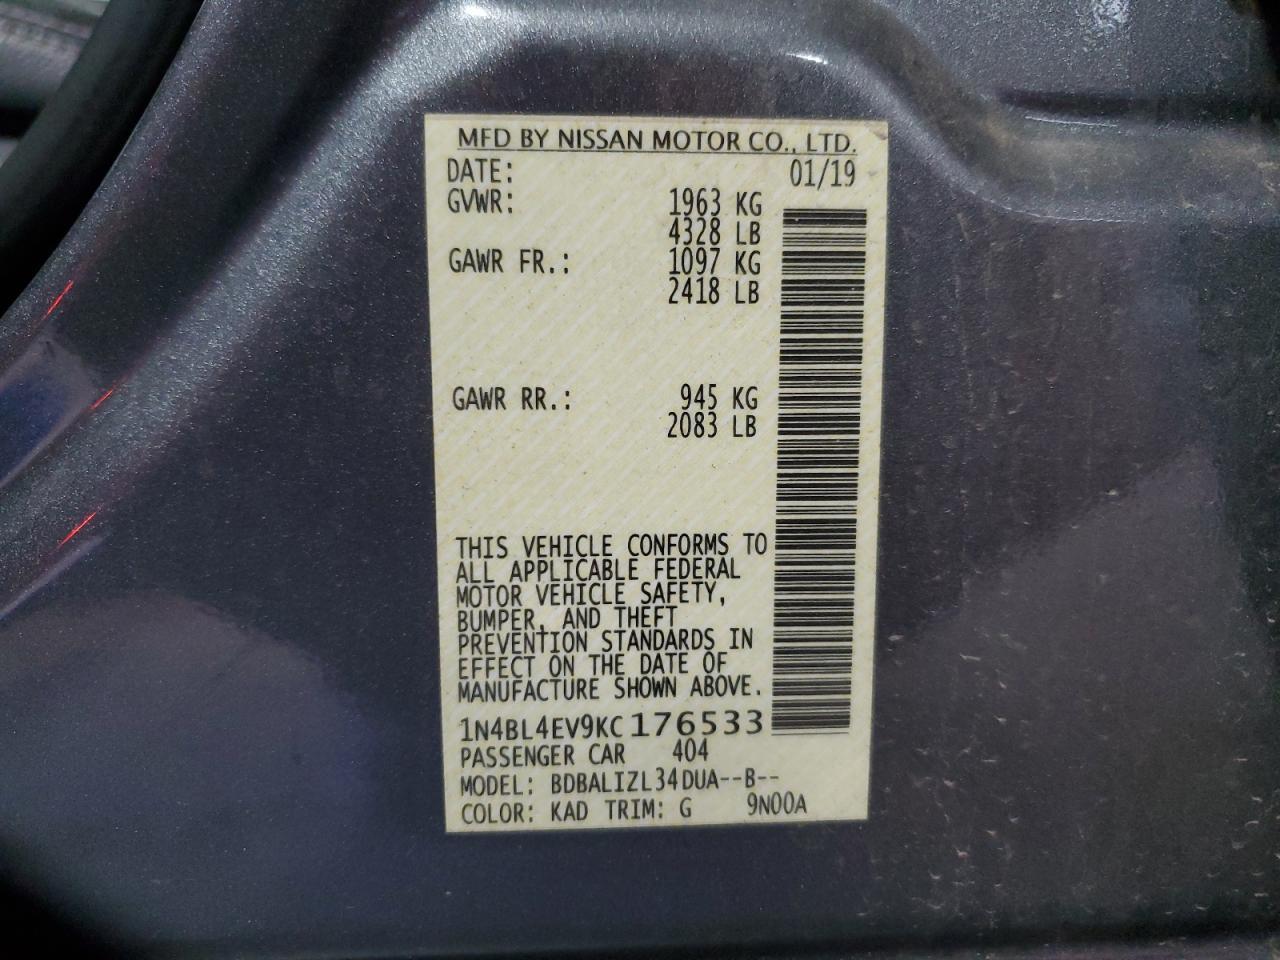 MFD BY NISSAN MOTOR CO., LTD.
DATE: 01/19
GVWR: 1963 KG
4328 LB
GAWR FR.: 1097 KG
2418 LB
GAWR RR.: 945 KG
2083 LB
THIS VEHICLE CONFORMS TO
ALL APPLICABLE FEDERAL
MOTOR VEHICLE SAFETY,
BUMPER, AND THEFT
PREVENTION STANDARDS IN
EFFECT ON THE DATE OF
MANUFACTURE SHOWN ABOVE.
1N4BL4EV9KC176533
PASSENGER CAR 404
MODEL: BDBALIZL34DUA--B--
COLOR: KAD TRIM: G 9N00A